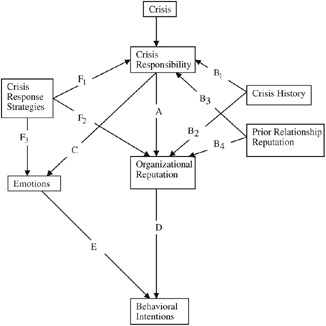 Crisis
Crisis
Responsibility
Crisis
Response
Strategies
F1
B1
Crisis History
B3
F2
A
B2
Prior Relationship
Reputation
F3
C
B4
Emotions
Organizational
Reputation
E
D
Behavioral
Intentions